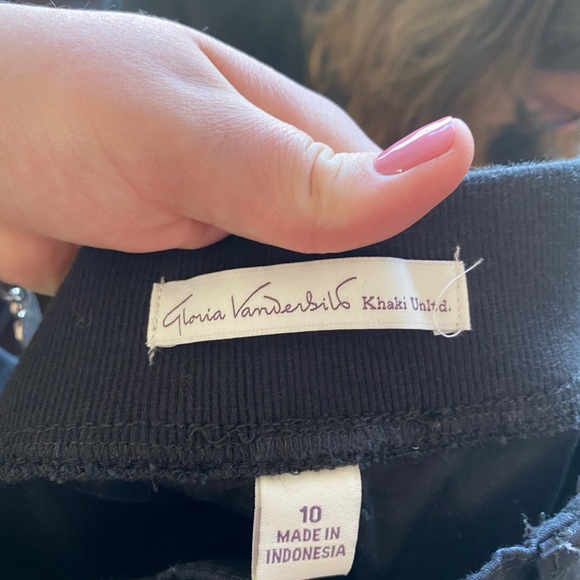 Gloria Vanderbilt Khaki Unltd.
10
MADE IN
INDONESIA